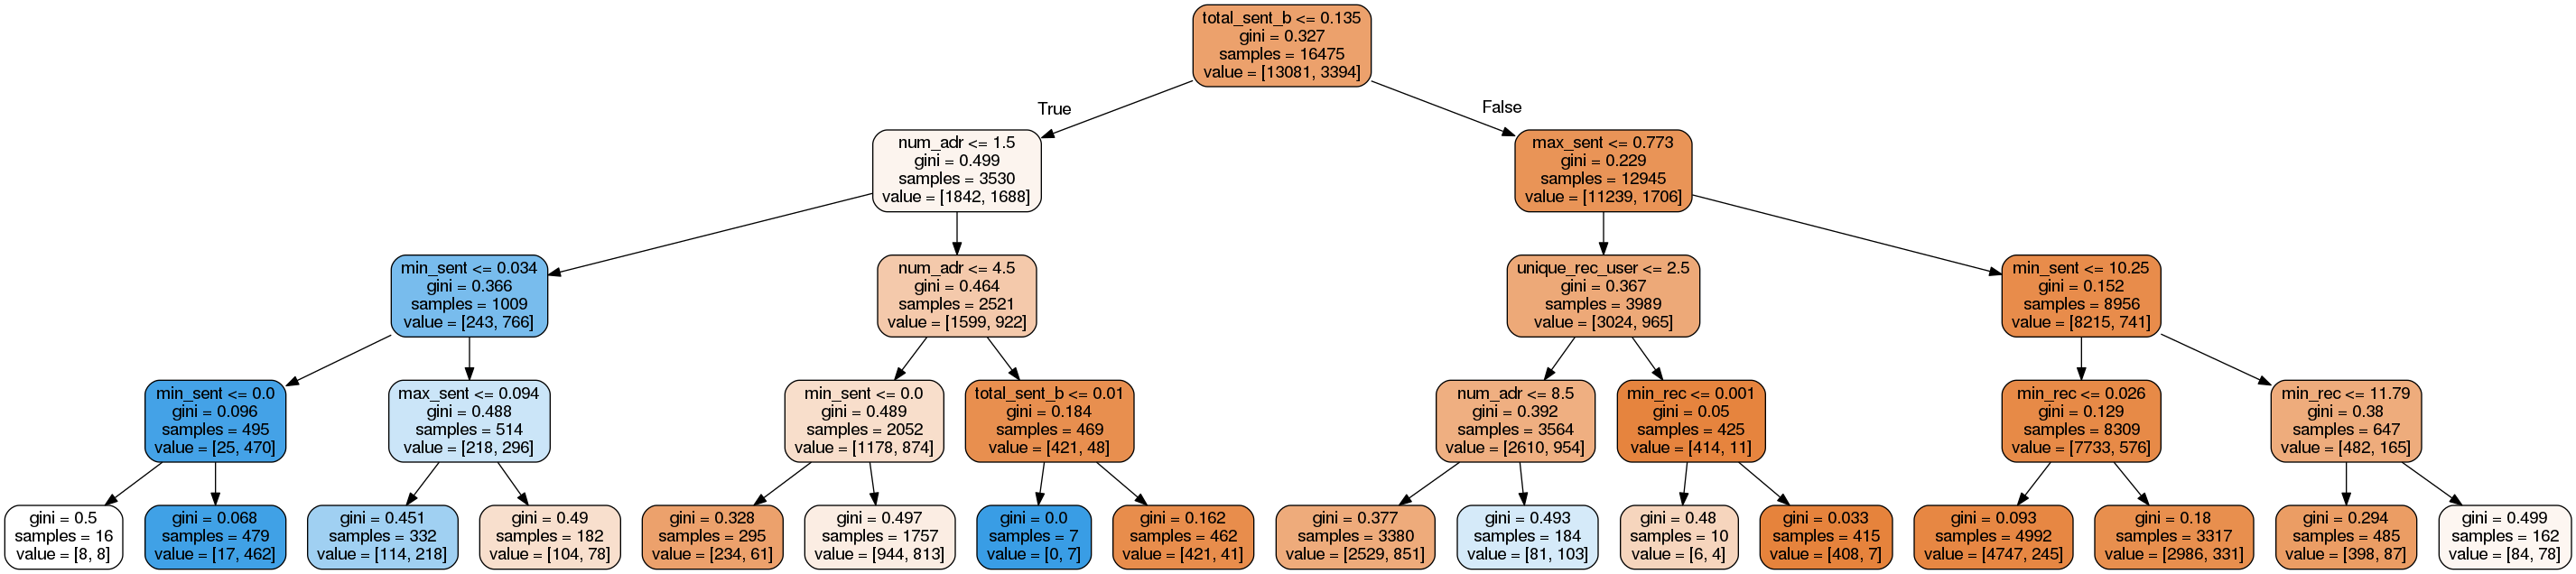 total_sent_b <= 0.135
gini = 0.327
samples = 16475
value = [13081, 3394]
True
False
num_adr <= 1.5
gini = 0.499
samples = 3530
value = [1842, 1688]
max_sent <= 0.773
gini = 0.229
samples = 12945
value = [11239, 1706]
min_sent <= 0.034
gini = 0.366
samples = 1009
value = [243, 766]
num_adr <= 4.5
gini = 0.464
samples = 2521
value = [1599, 922]
unique_rec_user <= 2.5
gini = 0.367
samples = 3989
value = [3024, 965]
min_sent <= 10.25
gini = 0.152
samples = 8956
value = [8215, 741]
min_sent <= 0.0
gini = 0.096
samples = 495
value = [25, 470]
max_sent <= 0.094
gini = 0.488
samples = 514
value = [218, 296]
min_sent <= 0.0
gini = 0.489
samples = 2052
value = [1178, 874]
total_sent_b <= 0.01
gini = 0.184
samples = 469
value = [421, 48]
num_adr <= 8.5
gini = 0.392
samples = 3564
value = [2610, 954]
min_rec <= 0.001
gini = 0.05
samples = 425
value = [414, 11]
min_rec <= 0.026
gini = 0.129
samples = 8309
value = [7733, 576]
min_rec <= 11.79
gini = 0.38
samples = 647
value = [482, 165]
gini = 0.5
samples = 16
value = [8, 8]
gini = 0.068
samples = 479
value = [17, 462]
gini = 0.451
samples = 332
value = [114, 218]
gini = 0.49
samples = 182
value = [104, 78]
gini = 0.328
samples = 295
value = [234, 61]
gini = 0.497
samples = 1757
value = [944, 813]
gini = 0.0
samples = 7
value = [0, 7]
gini = 0.162
samples = 462
value = [421, 41]
gini = 0.377
samples = 3380
value = [2529, 851]
gini = 0.493
samples = 184
value = [81, 103]
gini = 0.48
samples = 10
value = [6, 4]
gini = 0.033
samples = 415
value = [408, 7]
gini = 0.093
samples = 4992
value = [4747, 245]
gini = 0.18
samples = 3317
value = [2986, 331]
gini = 0.294
samples = 485
value = [398, 87]
gini = 0.499
samples = 162
value = [84, 78]